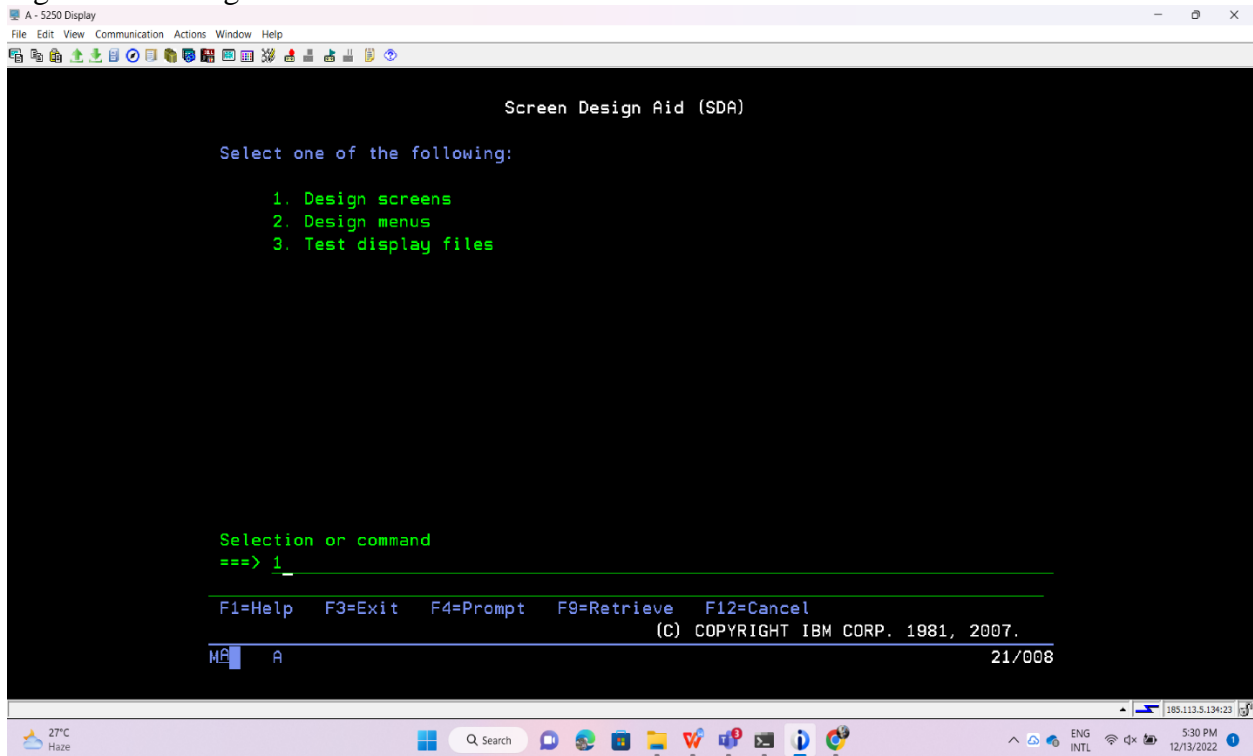 A - 5250 Display
File Edit View Communication Actions Window Help
Screen Design Aid (SDA)
Select one of the following:
1. Design screens
2. Design menus
3. Test display files
Selection or command
===> 1
F1=Help F3=Exit F4=Prompt F9=Retrieve F12=Cancel
(C) COPYRIGHT IBM CORP. 1981, 2007.
MA A 21/008
185.113.5.134:23
27°C
Haze
Search
ENG
INTL
5:30 PM
12/13/2022